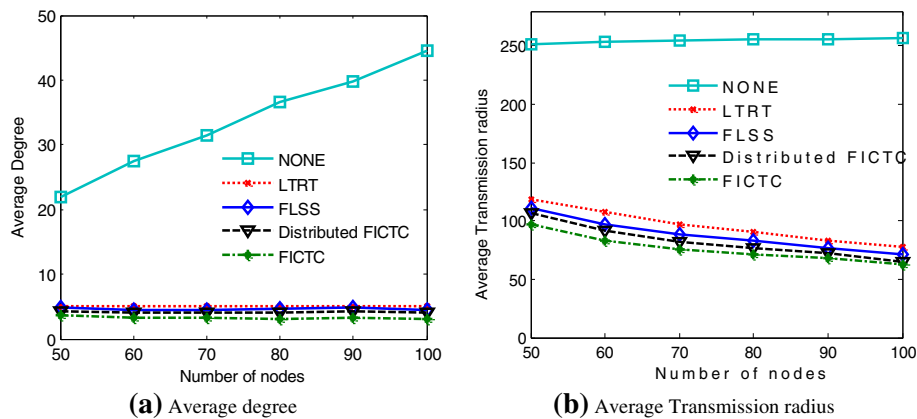 50
40
30
20
10
0
Average Degree
NONE
LTRT
FLSS
Distributed FICTC
FICTC
50 60 70 80 90 100
Number of nodes
(a) Average degree
250
200
150
100
50
0
Average Transmission radius
NONE
LTRT
FLSS
Distributed FICTC
FICTC
50 60 70 80 90 100
Number of nodes
(b) Average Transmission radius